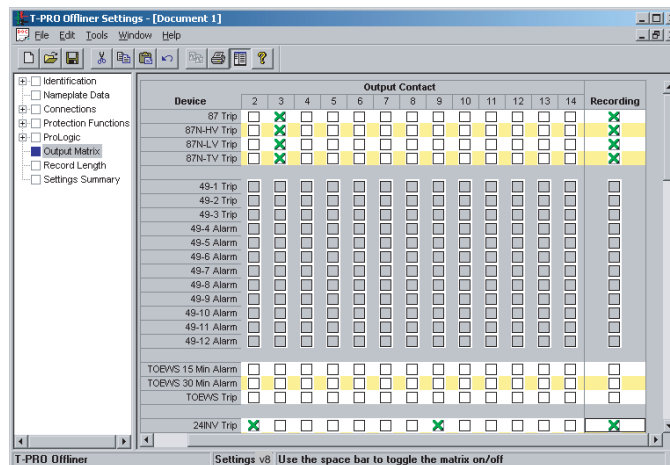 T-PRO Offliner Settings - [Document 1]
File Edit Tools Window Help
Identification
Nameplate Data
Connections
Protection Functions
ProLogic
Output Matrix
Record Length
Settings Summary
Output Contact
Device 2 3 4 5 6 7 8 9 10 11 12 13 14 Recording
87 Trip
87N-HV Trip
87N-LV Trip
87N-TV Trip
49-1 Trip
49-2 Trip
49-3 Trip
49-4 Alarm
49-5 Alarm
49-6 Alarm
49-7 Alarm
49-8 Alarm
49-9 Alarm
49-10 Alarm
49-11 Alarm
49-12 Alarm
TOEWS 15 Min Alarm
TOEWS 30 Min Alarm
TOEWS Trip
24INV Trip
T-PRO Offliner Settings v8 Use the space bar to toggle the matrix on/off